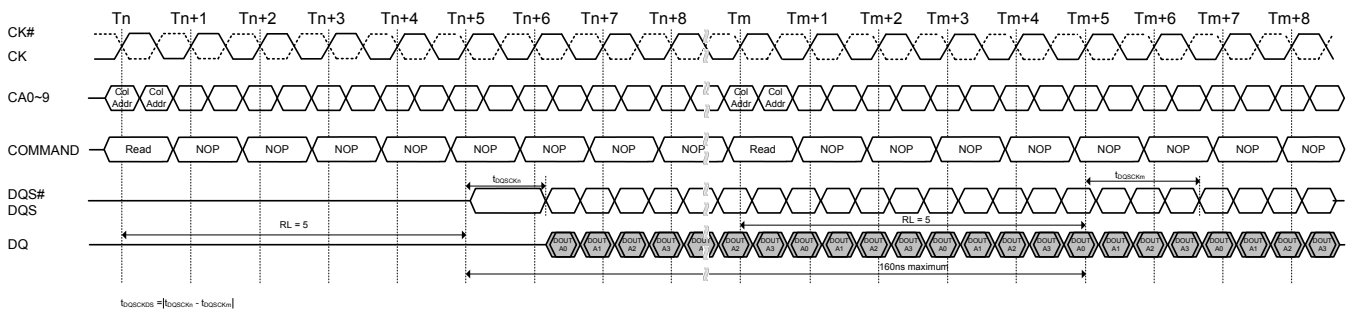 Tn Tn+1 Tn+2 Tn+3 Tn+4 Tn+5 Tn+6 Tn+7 Tn+8 Tm Tm+1 Tm+2 Tm+3 Tm+4 Tm+5 Tm+6 Tm+7 Tm+8
CK#
CK
CA0~9 Col Addr Col Addr Col Addr Col Addr
COMMAND Read NOP NOP NOP NOP NOP NOP NOP NOP Read NOP NOP NOP NOP NOP NOP NOP NOP
tDQSCKn tDQSCKm
DQS#
DQS
RL = 5 RL = 5
DQ DOUT A0 DOUT A1 DOUT A2 DOUT A3 DOUT DOUT A2 DOUT A3 DOUT A0 DOUT A1 DOUT A2 DOUT A3 DOUT A0 DOUT A1 DOUT A2 DOUT A3 DOUT A0 DOUT A1 DOUT A2 DOUT A3 DOUT A0 DOUT A1 DOUT A2 DOUT A3
160ns maximum
tDQSCKDS =|tDQSCKn - tDQSCKm|